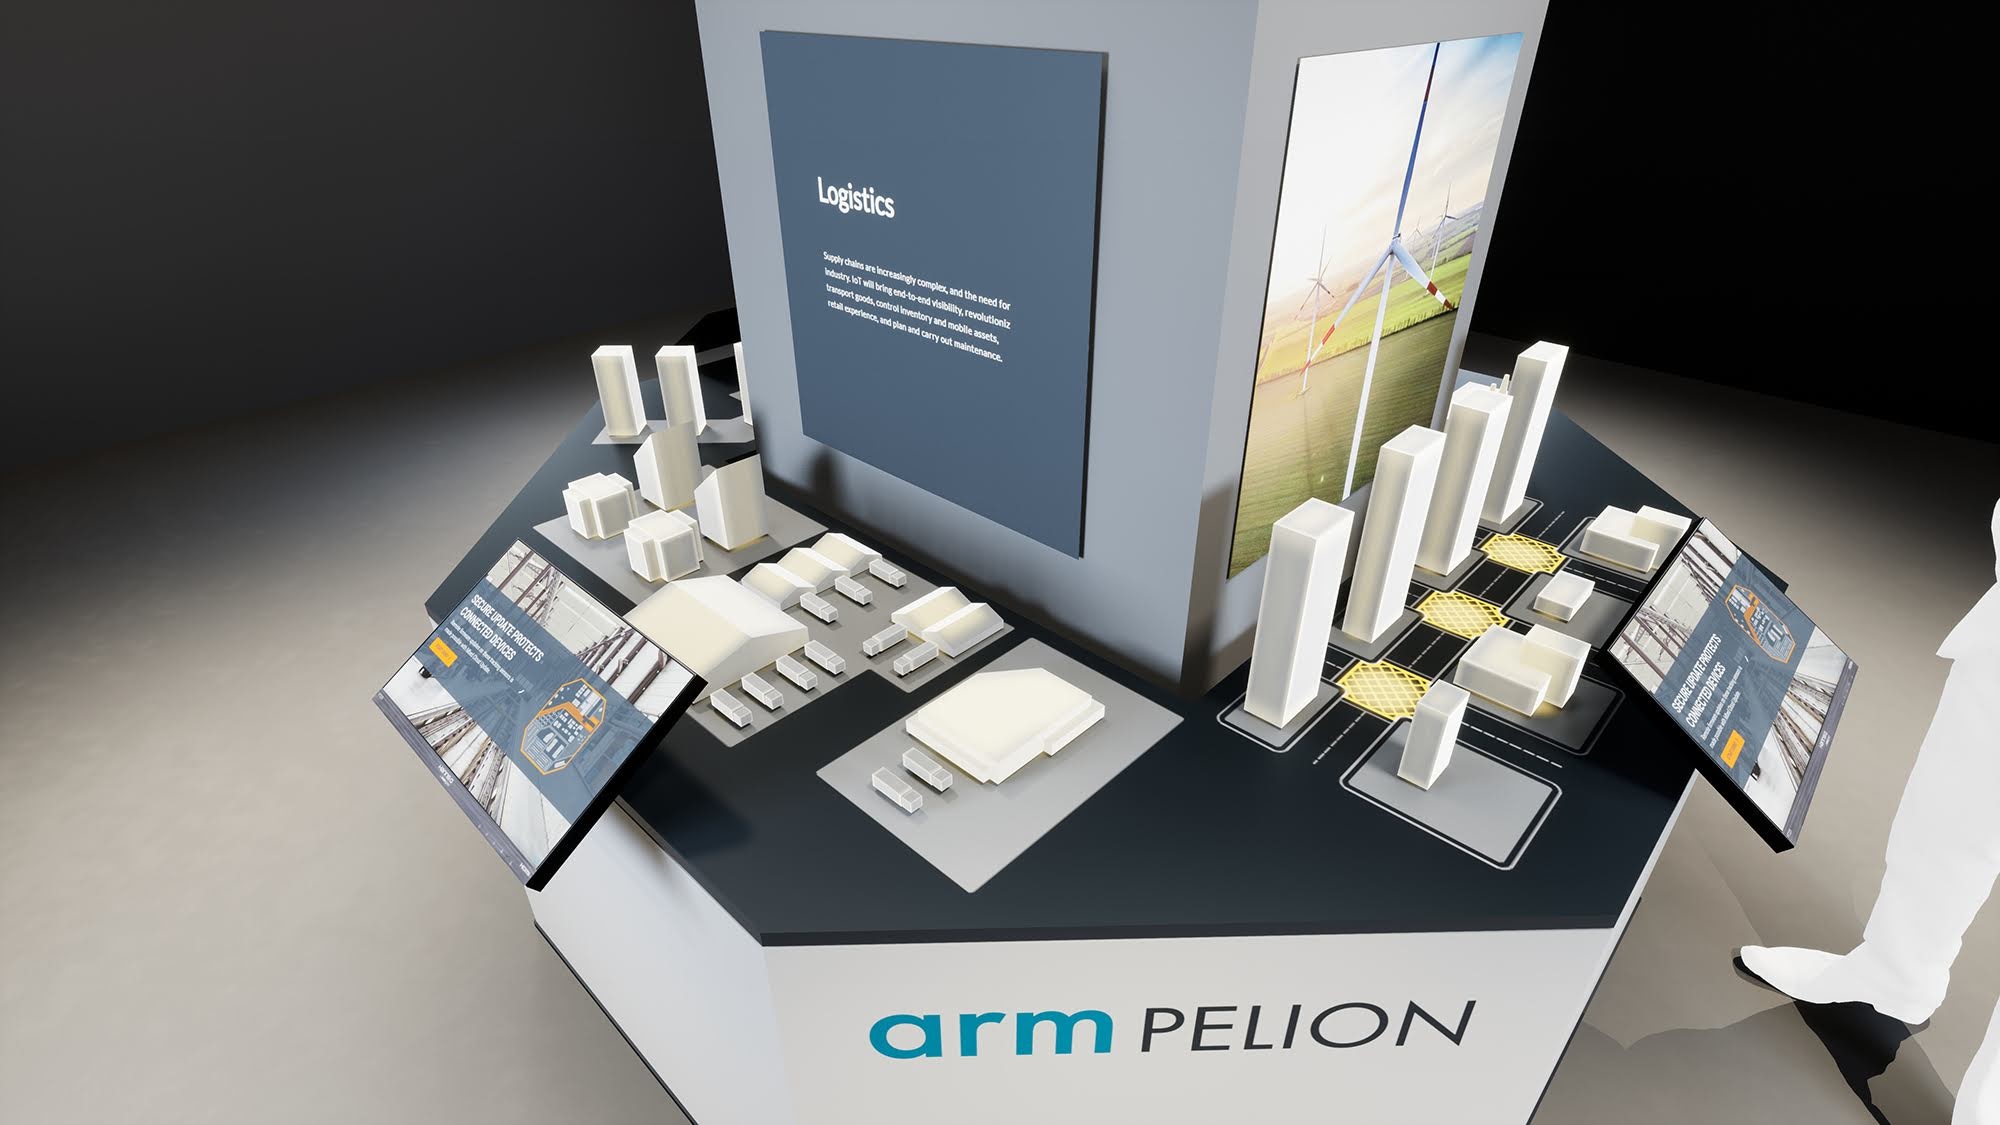 Logistics
Supply chains are increasingly complex, and the need for
industry. IoT will bring end-to-end visibility, revolutioniz
transport goods, control inventory and mobile assets,
retail experience, and plan and carry out maintenance.
SECURE UPDATE PROTECTS
CONNECTED DEVICES
SECURE UPDATE PROTECTS
CONNECTED DEVICES
arm PELION